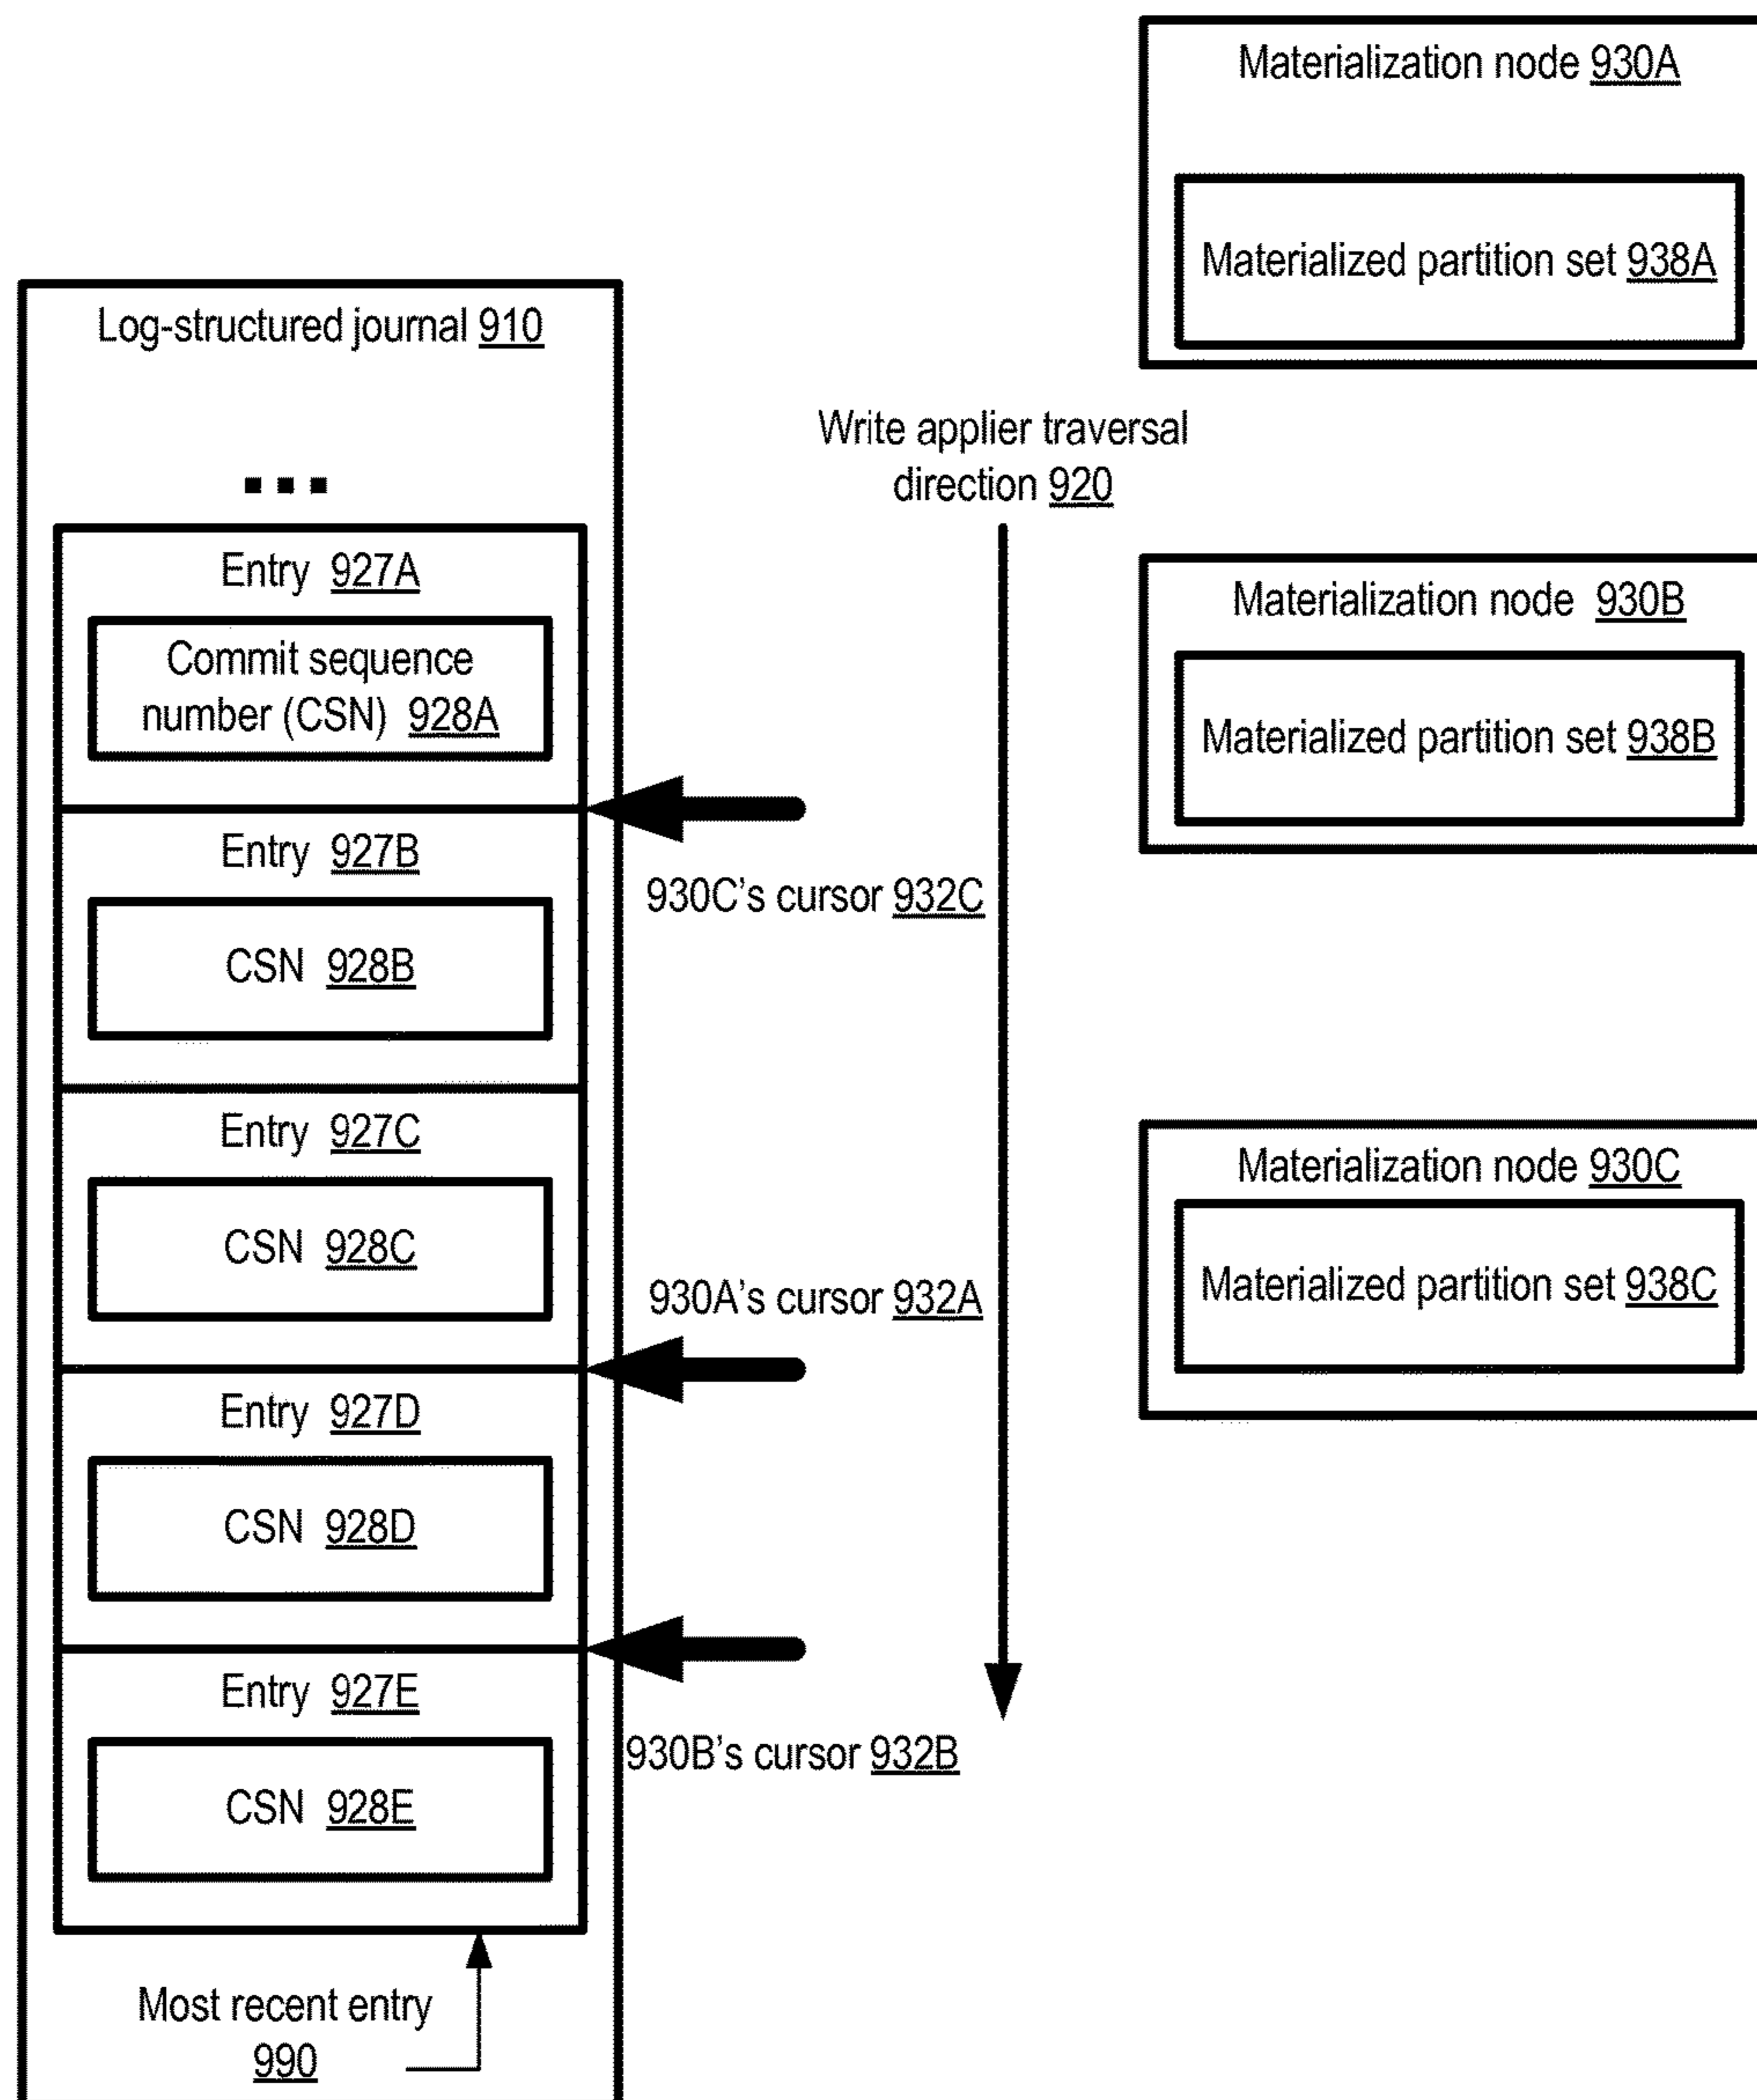 Materialization node 930A
Materialized partition set 938A
Log-structured journal 910
...
Write applier traversal
direction 920
Entry 927A
Commit sequence
number (CSN) 928A
Materialization node 930B
Materialized partition set 938B
Entry 927B
930C's cursor 932C
CSN 928B
Entry 927C
CSN 928C
Materialization node 930C
930A's cursor 932A
Materialized partition set 938C
Entry 927D
CSN 928D
Entry 927E
930B's cursor 932B
CSN 928E
Most recent entry
990